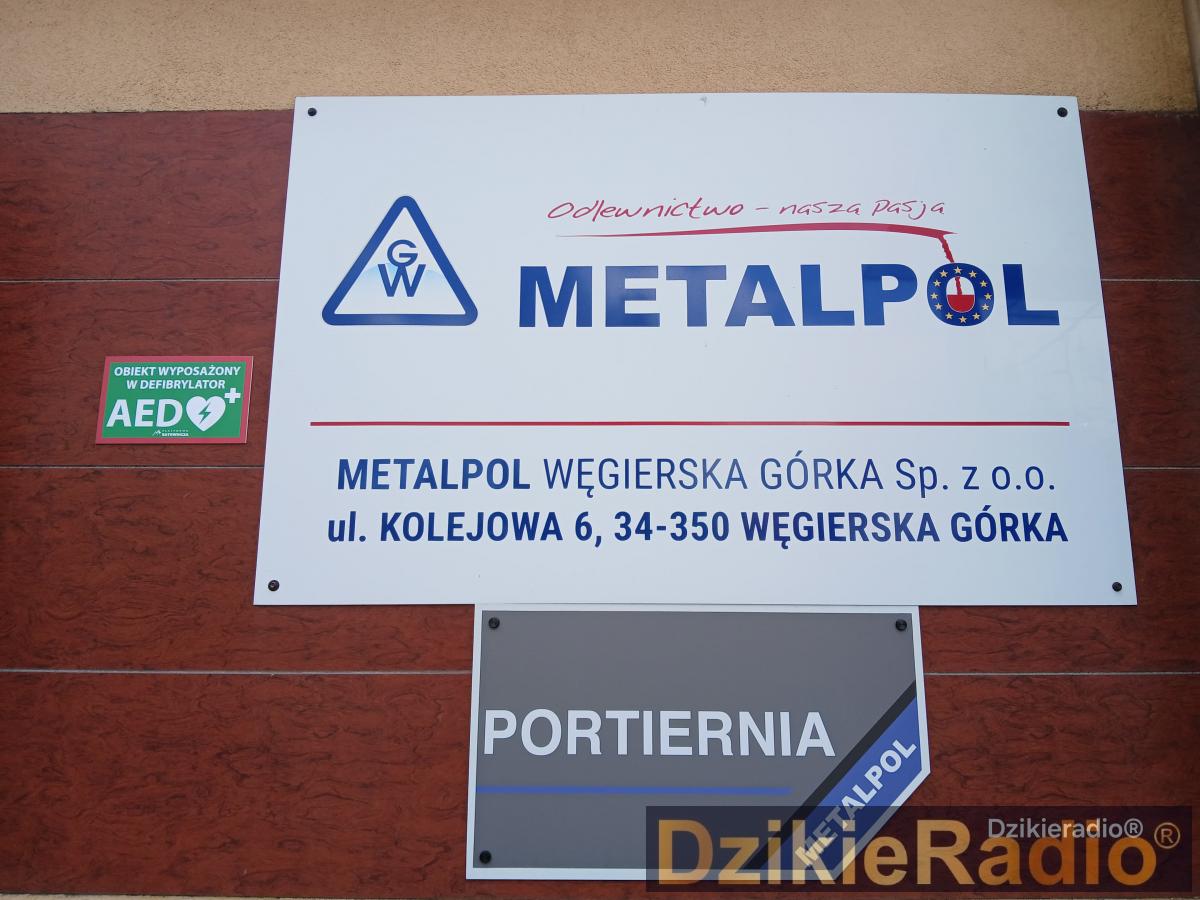 Odlewnictwo - nasza pasja
GW
METALPOL
OBIEKT WYPOSAŻONY
W DEFIBRYLATOR
AED
RATOWNICZA
METALPOL WĘGIERSKA GÓRKA Sp. z o.o.
ul. KOLEJOWA 6, 34-350 WĘGIERSKA GÓRKA
PORTIERNIA
METALPOL
Dzikieradio®
DzikieRadio®